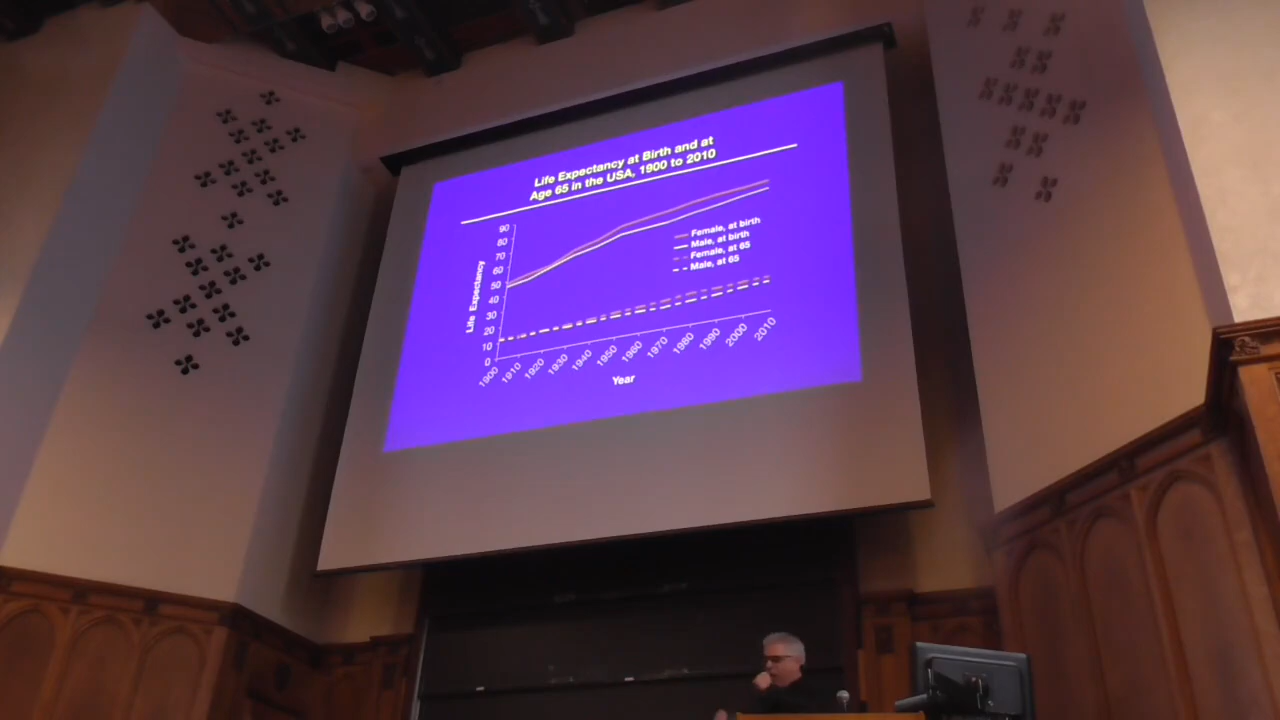 Life Expectancy at Birth and at
Age 65 in the USA, 1900 to 2010
90
80
70
60
50
40
30
20
10
0
Life Expectancy
Female, at birth
Male, at birth
Female, at 65
Male, at 65
1900 1910 1920 1930 1940 1950 1960 1970 1980 1990 2000 2010
Year